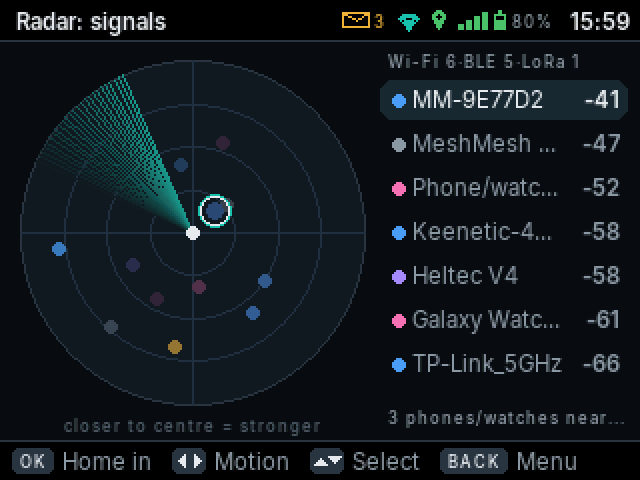 Radar: signals 3 80% 15:59
Wi-Fi 6·BLE 5·LoRa 1
MM-9E77D2 -41
MeshMesh ... -47
Phone/watc... -52
Keenetic-4... -58
Heltec V4 -58
Galaxy Watc... -61
TP-Link_5GHz -66
3 phones/watches near...
closer to centre = stronger
OK Home in Motion Select BACK Menu